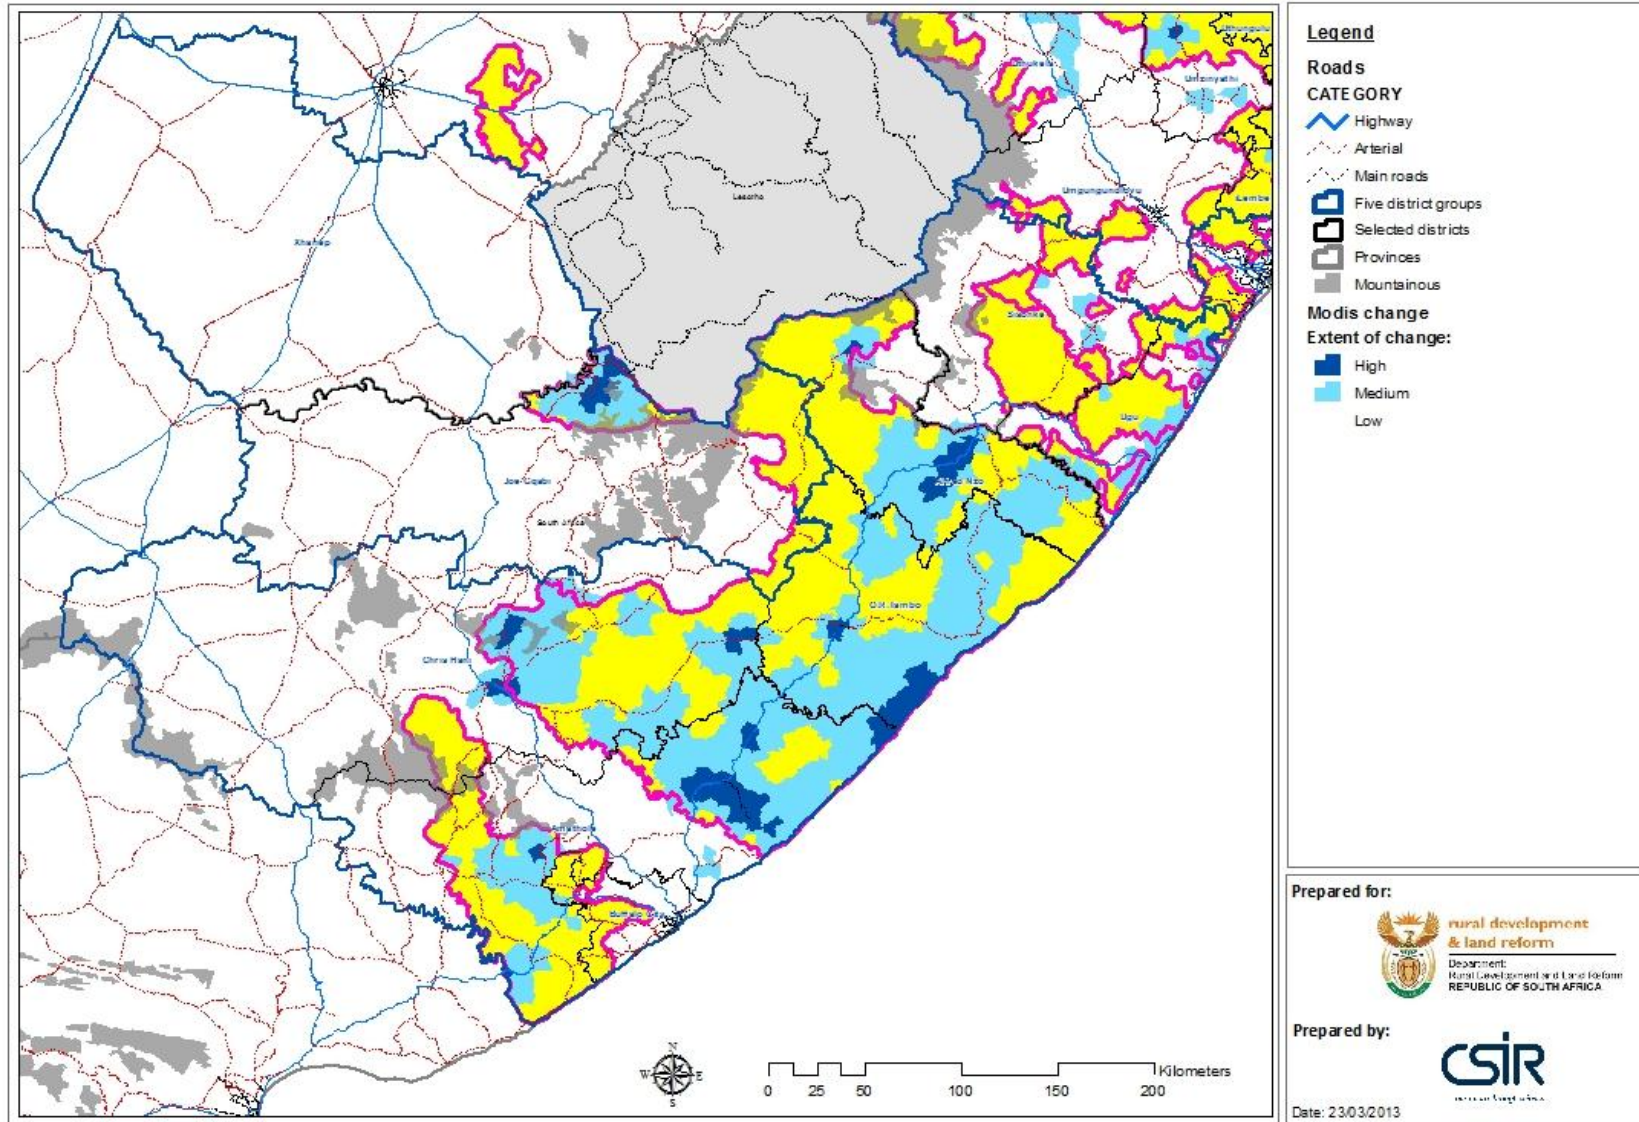 Legend
Roads
CATEGORY
Highway
Arterial
Main roads
Five district groups
Selected districts
Provinces
Mountainous
Modis change
Extent of change:
High
Medium
Low
Umzinyathi
Umgungundlovu
iLembe
Lesotho
Xhariep
Sisonke
Ugu
Joe Gqabi
South Africa
O.R.Tambo
Chris Hani
Amathole
Buffalo City
N
W E
S
0 25 50 100 150 200 Kilometers
Prepared for:
rural development
& land reform
Department:
Rural Development and Land Reform
REPUBLIC OF SOUTH AFRICA
Prepared by:
CSIR
Date: 23/03/2013